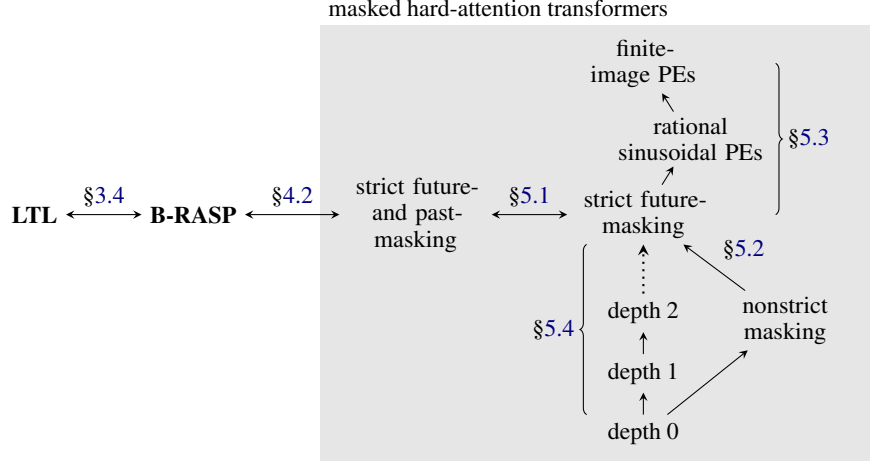 masked hard-attention transformers
finite-
image PEs
rational
sinusoidal PEs
§5.3
LTL
§3.4
B-RASP
§4.2
strict future-
and past-
masking
§5.1
strict future-
masking
§5.2
§5.4
depth 2
nonstrict
masking
depth 1
depth 0